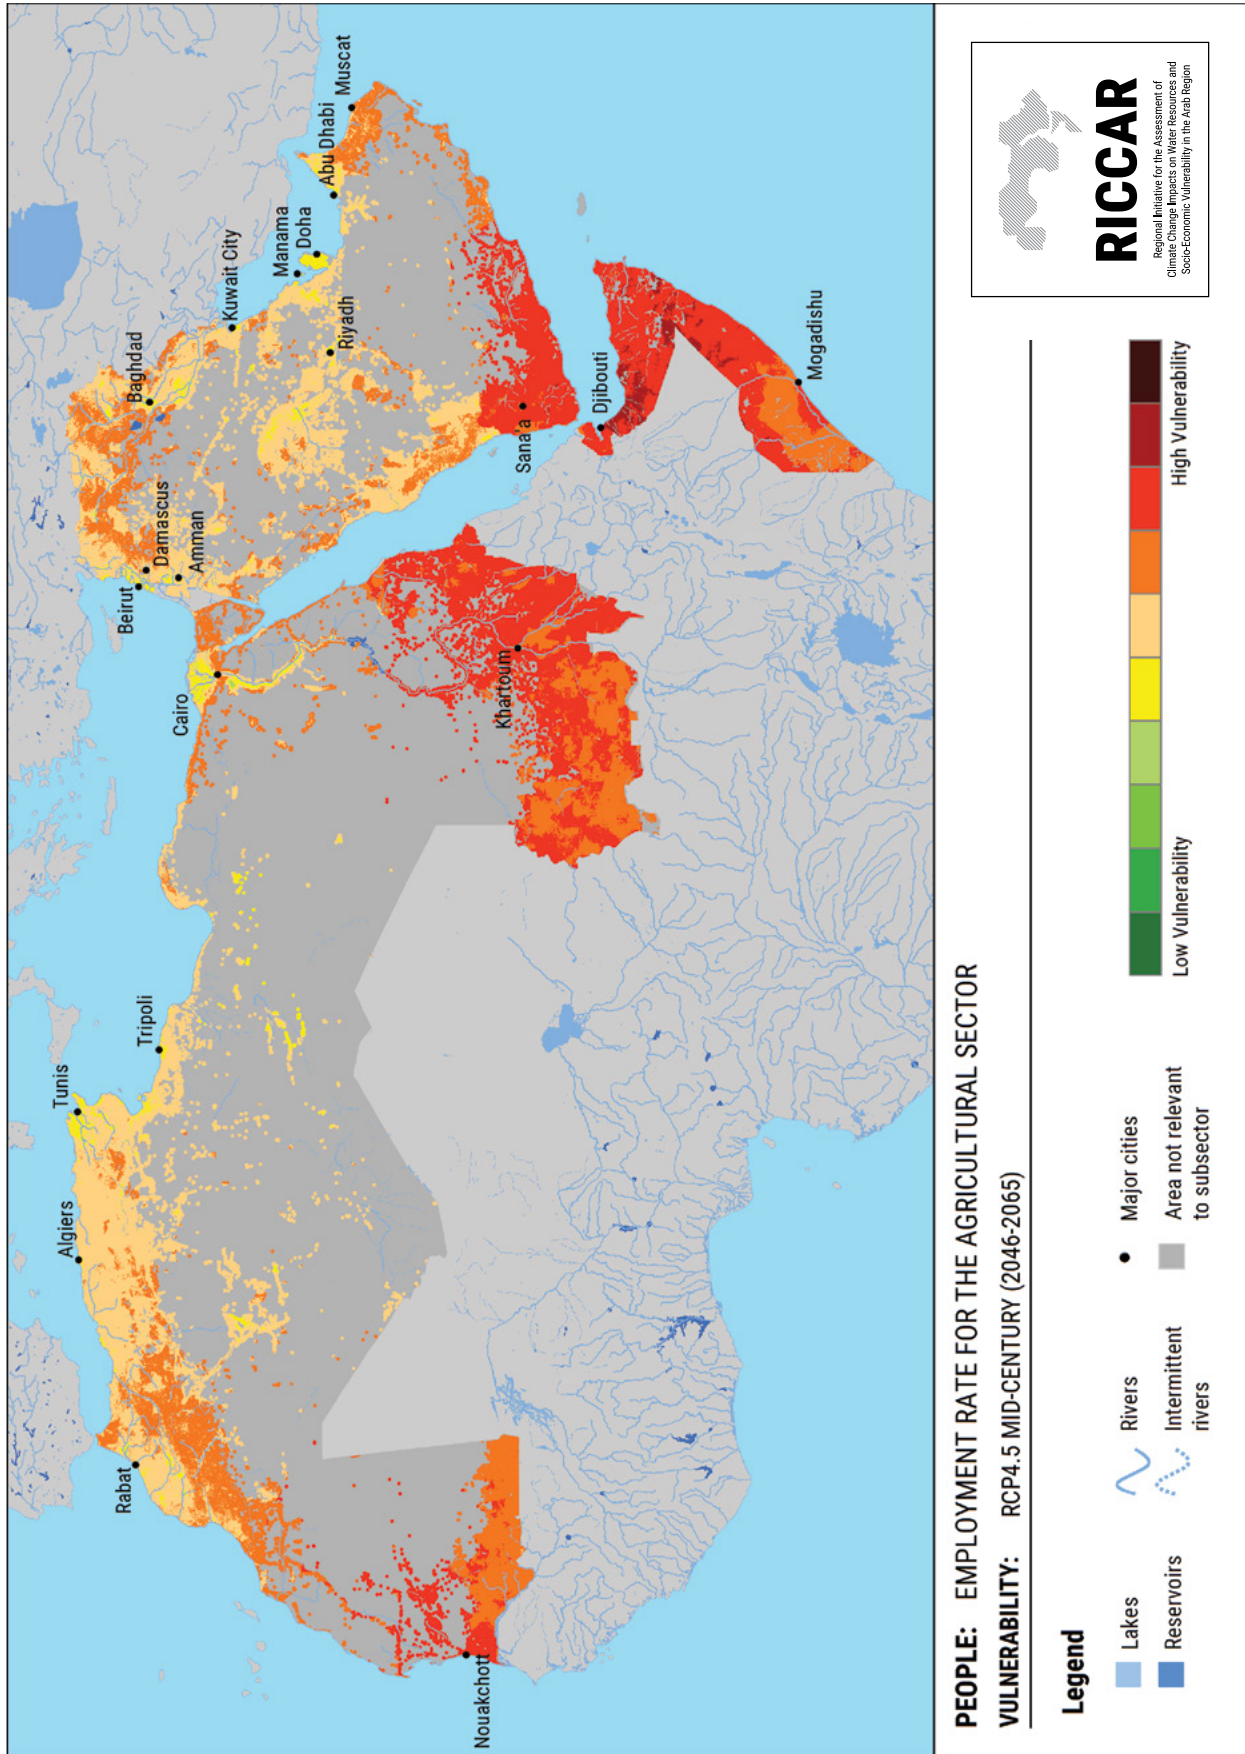 Rabat
Algiers
Tunis
Tripoli
Cairo
Beirut
Damascus
Amman
Baghdad
Kuwait City
Manama
Doha
Abu Dhabi
Muscat
Riyadh
Sana'a
Djibouti
Khartoum
Mogadishu
Nouakchott
PEOPLE: EMPLOYMENT RATE FOR THE AGRICULTURAL SECTOR
VULNERABILITY: RCP4.5 MID-CENTURY (2046-2065)
Legend
Lakes
Reservoirs
Rivers
Intermittent
rivers
Major cities
Area not relevant
to subsector
Low Vulnerability
High Vulnerability
RICCAR
Regional Initiative for the Assessment of
Climate Change Impacts on Water Resources and
Socio-Economic Vulnerability in the Arab Region